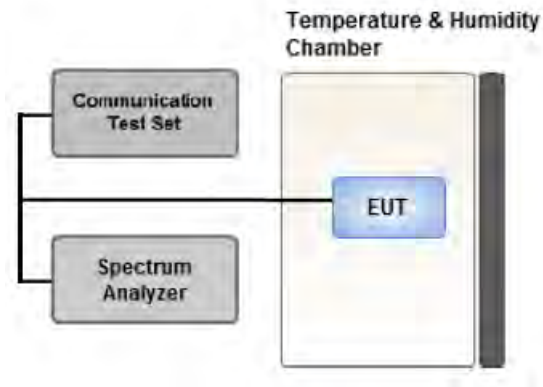 Temperature & Humidity
Chamber
Communication
Test Set
EUT
Spectrum
Analyzer